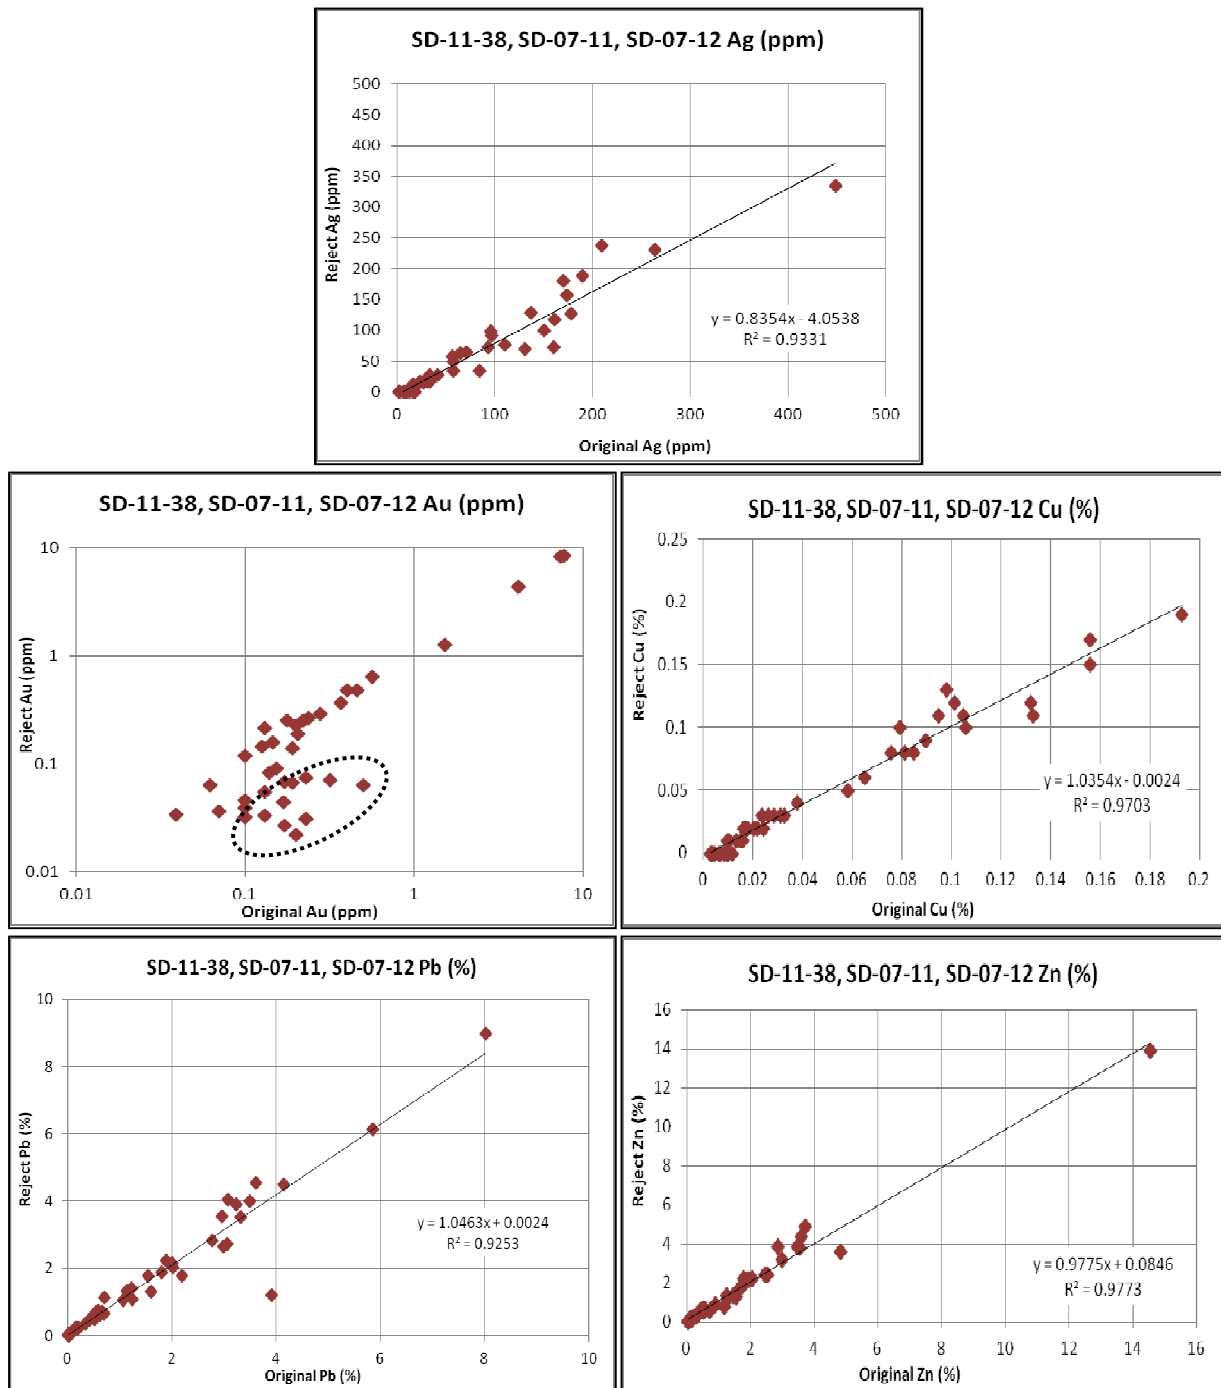 SD-11-38, SD-07-11, SD-07-12 Ag (ppm)
500
450
400
350
300
250
200
150
100
50
0
Reject Ag (ppm)
y = 0.8354x - 4.0538
R² = 0.9331
0 100 200 300 400 500
Original Ag (ppm)
SD-11-38, SD-07-11, SD-07-12 Au (ppm)
10
1
0.1
0.01
Reject Au (ppm)
0.01 0.1 1 10
Original Au (ppm)
SD-11-38, SD-07-11, SD-07-12 Cu (%)
0.25
0.2
0.15
0.1
0.05
0
Reject Cu (%)
y = 1.0354x - 0.0024
R² = 0.9703
0 0.02 0.04 0.06 0.08 0.1 0.12 0.14 0.16 0.18 0.2
Original Cu (%)
SD-11-38, SD-07-11, SD-07-12 Pb (%)
10
8
6
4
2
0
Reject Pb (%)
y = 1.0463x + 0.0024
R² = 0.9253
0 2 4 6 8 10
Original Pb (%)
SD-11-38, SD-07-11, SD-07-12 Zn (%)
16
14
12
10
8
6
4
2
0
Reject Zn (%)
y = 0.9775x + 0.0846
R² = 0.9773
0 2 4 6 8 10 12 14 16
Original Zn (%)